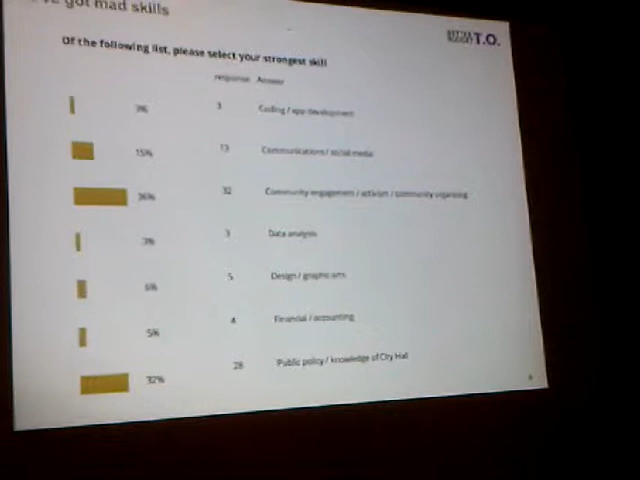 got mad skills
T.O.
Of the following list, please select your strongest skill
response Answer
3% 3 Coding / app development
15% 13 Communications / social media
36% 32 Community engagement / activism / community organizing
3% 3 Data analysis
6% 5 Design / graphic arts
5% 4 Financial / accounting
32% 28 Public policy / knowledge of City Hall